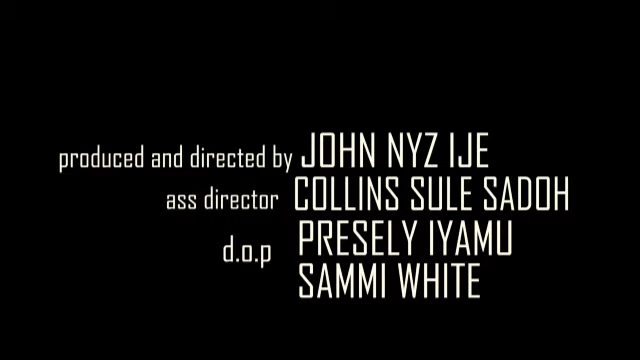 produced and directed by JOHN NYZ IJE
ass director COLLINS SULE SADOH
d.o.p PRESELY IYAMU
SAMMI WHITE